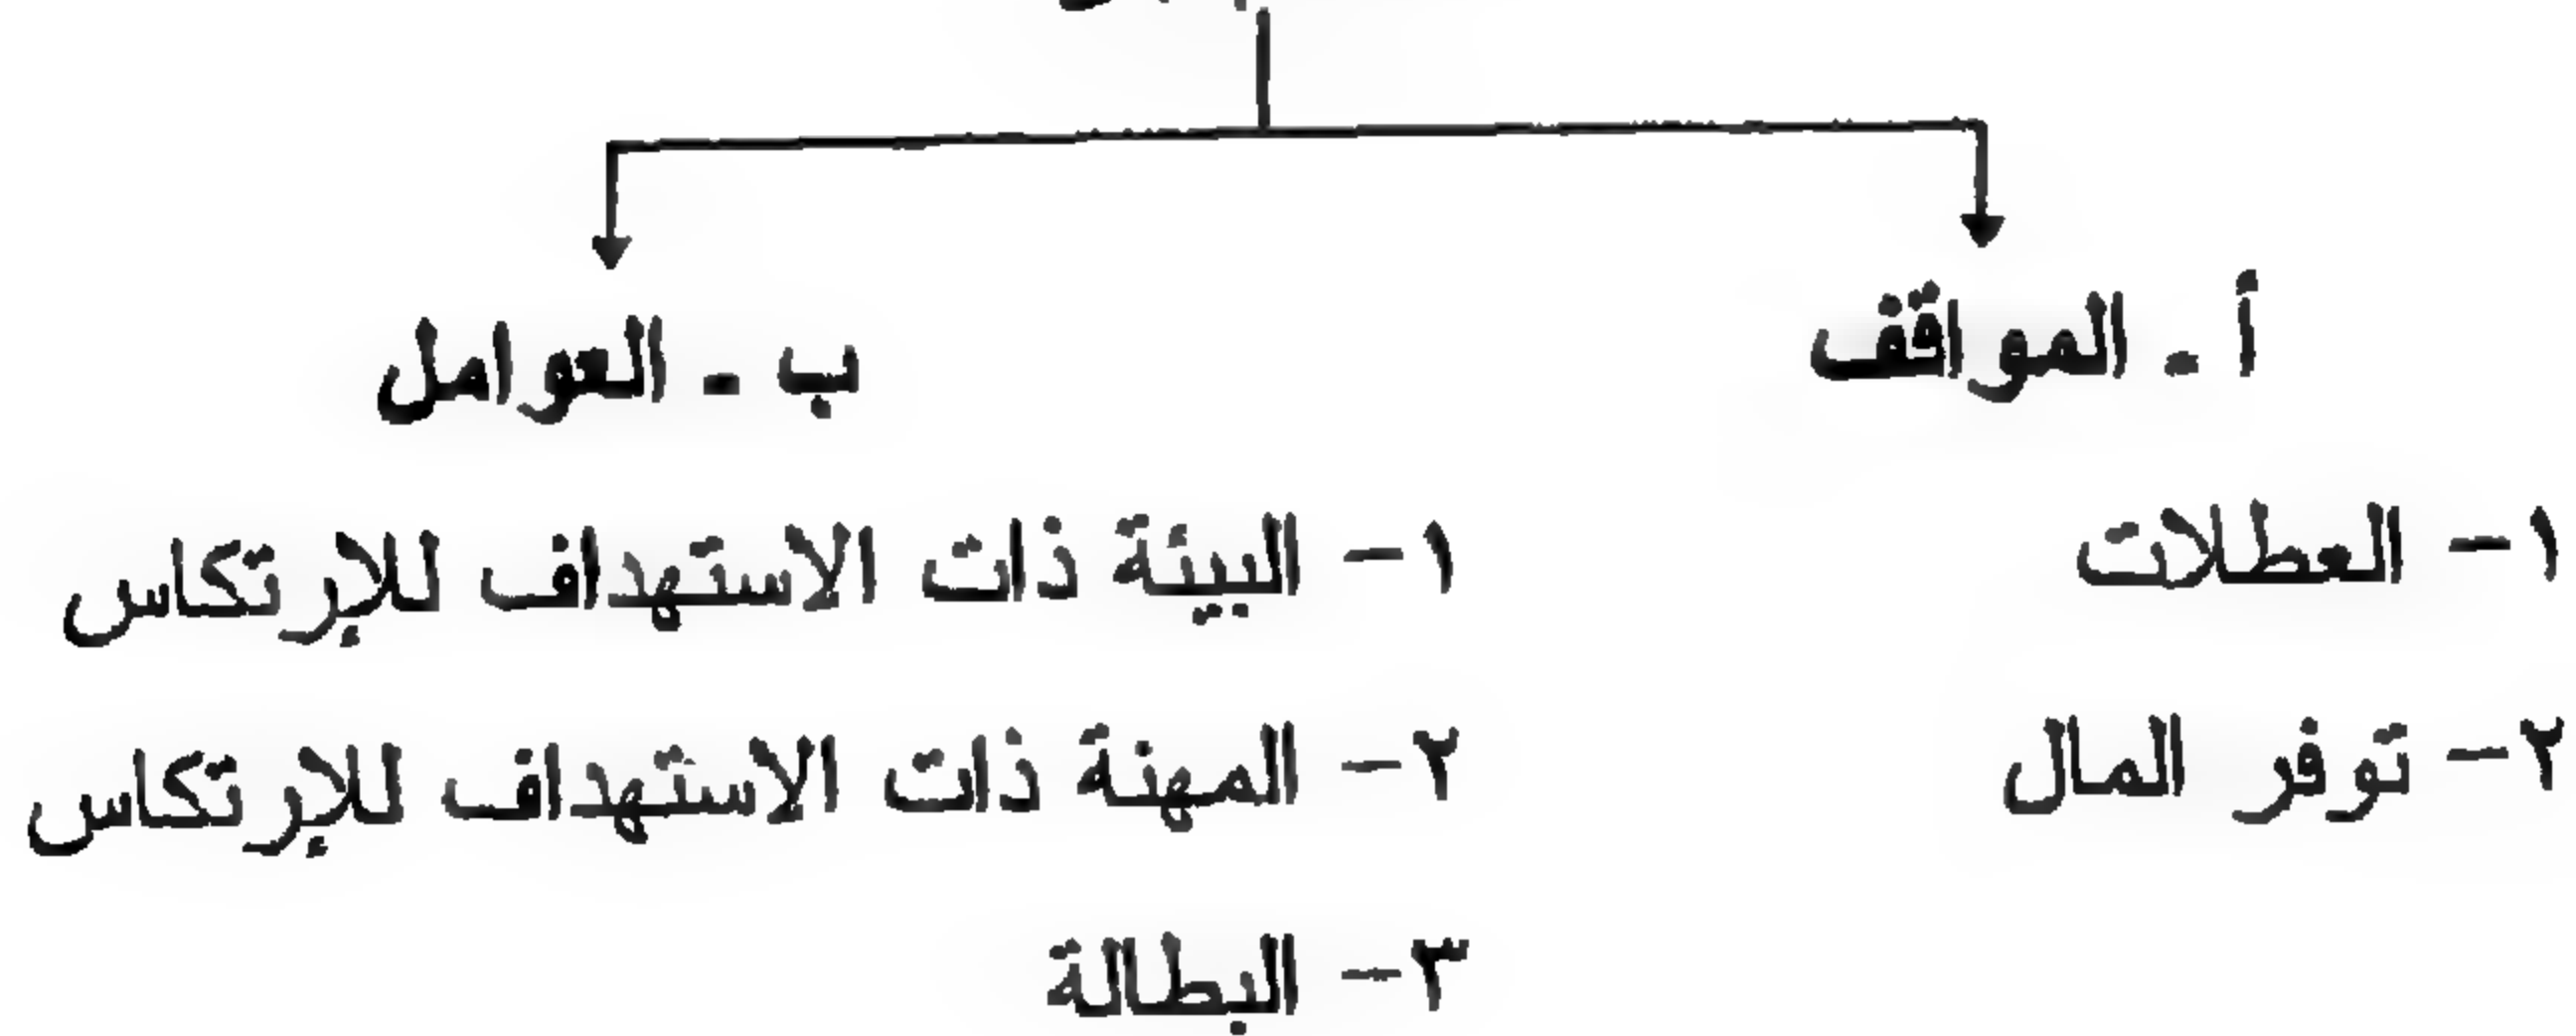 أ - المواقف
١- العطلات
٢- توفر المال
ب - العوامل
١- البيئة ذات الاستهداف للإرتكاس
٢- المهنة ذات الاستهداف للإرتكاس
٣- البطالة